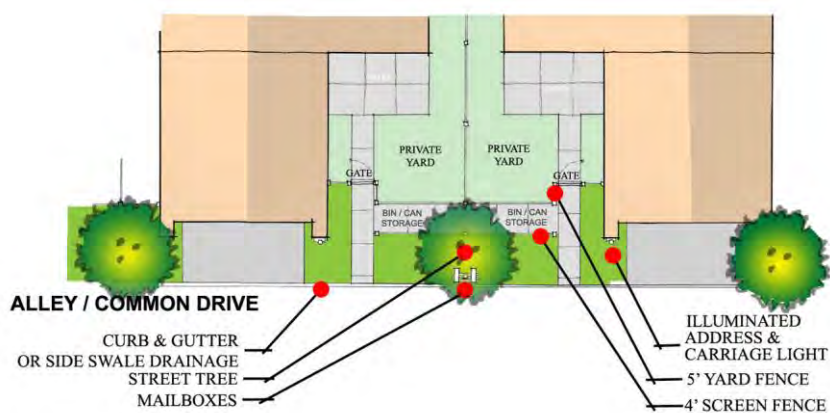 PRIVATE
YARD
PRIVATE
YARD
GATE
GATE
BIN / CAN
STORAGE
BIN / CAN
STORAGE
ALLEY / COMMON DRIVE
CURB & GUTTER
OR SIDE SWALE DRAINAGE
STREET TREE
MAILBOXES
ILLUMINATED
ADDRESS &
CARRIAGE LIGHT
5' YARD FENCE
4' SCREEN FENCE